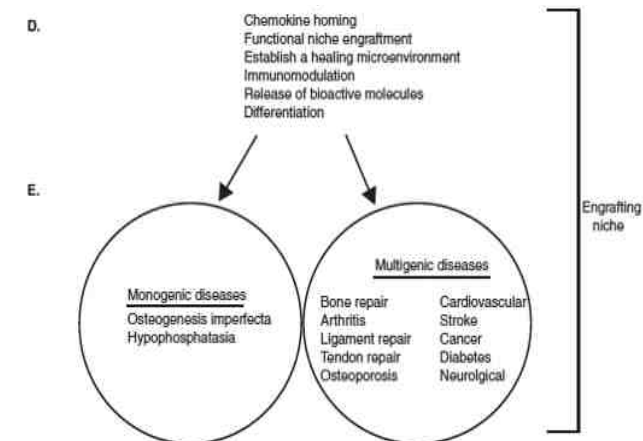 D.
Chemokine homing
Functional niche engraftment
Establish a healing microenvironment
Immunomodulation
Release of bioactive molecules
Differentiation
E.
Engrafting
niche
Monogenic diseases
Osteogenesis imperfecta
Hypophosphatasia
Multigenic diseases
Bone repair
Arthritis
Ligament repair
Tendon repair
Osteoporosis
Cardiovascular
Stroke
Cancer
Diabetes
Neurolgical